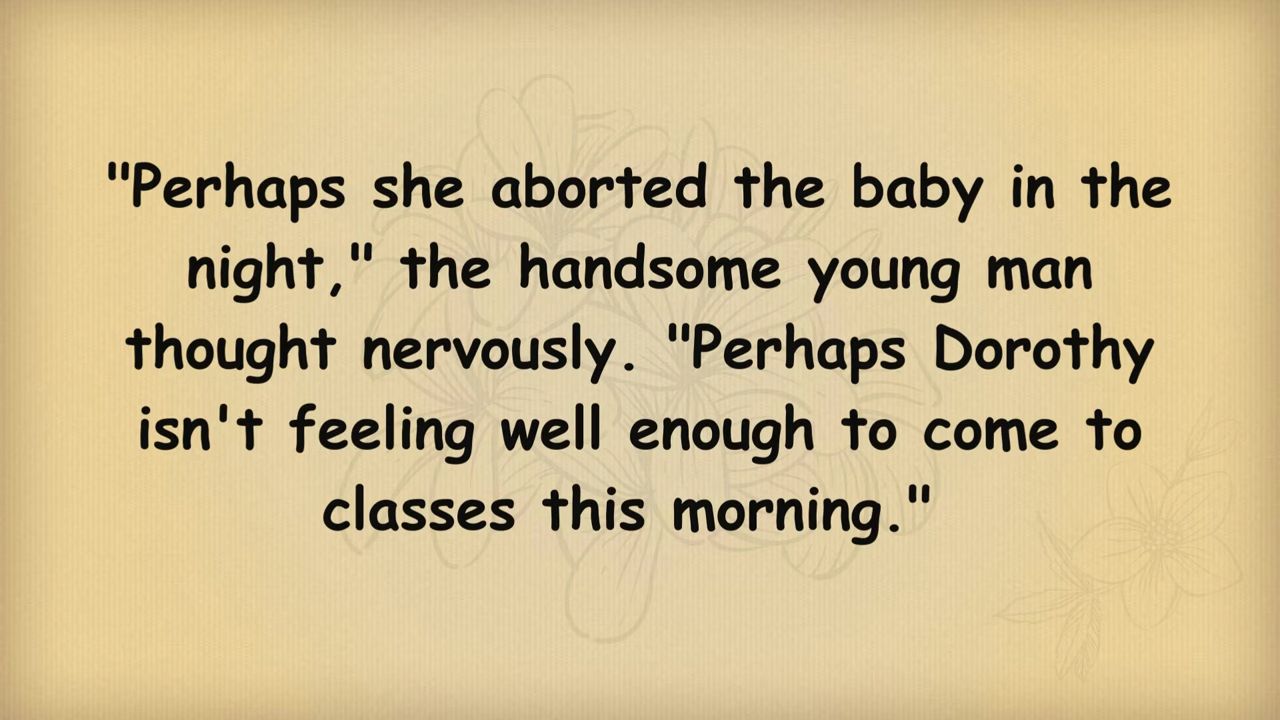 "Perhaps she aborted the baby in the
night," the handsome young man
thought nervously. "Perhaps Dorothy
isn't feeling well enough to come to
classes this morning."